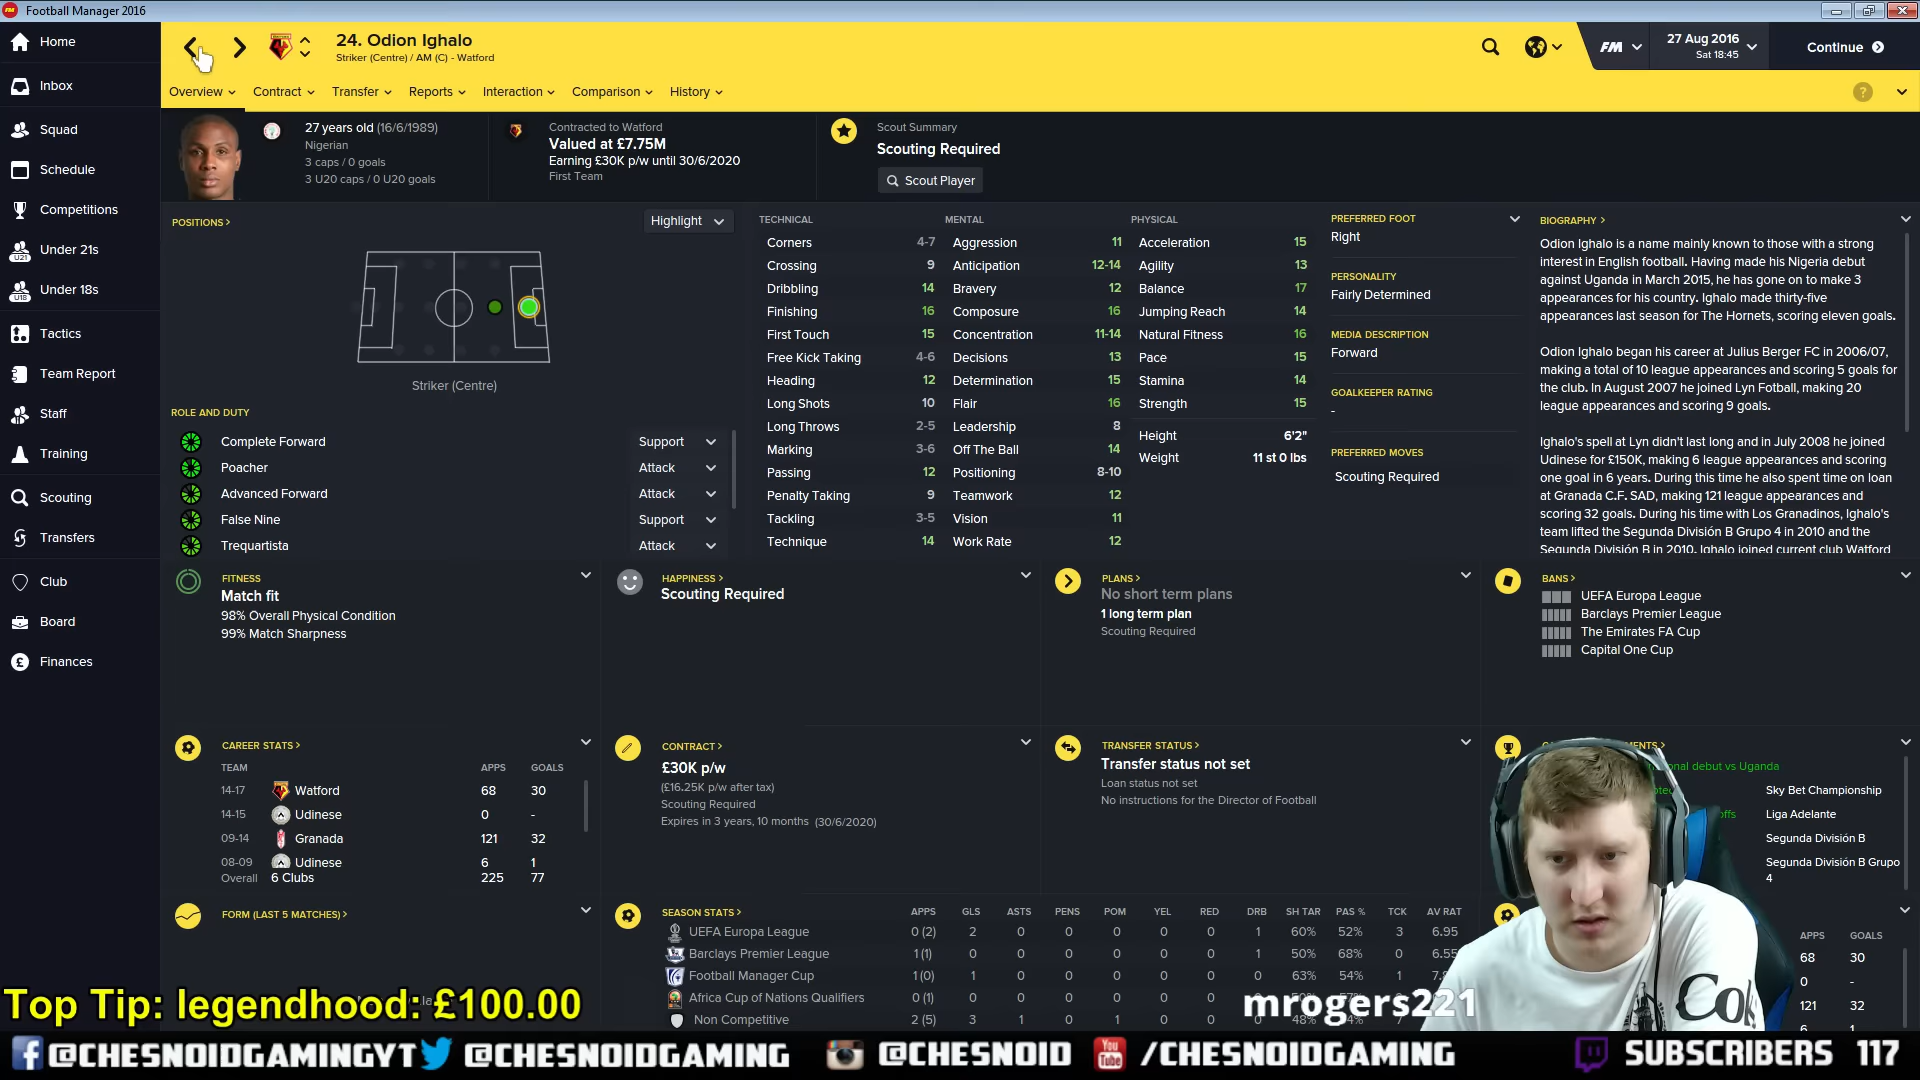 Football Manager 2016
Home
Inbox
Squad
Schedule
Competitions
Under 21s
Under 18s
Tactics
Team Report
Staff
Training
Scouting
Transfers
Club
Board
Finances
24. Odion Ighalo
Striker (Centre) / AM (C) - Watford
FM
27 Aug 2016
Sat 18:45
Continue
Overview Contract Transfer Reports Interaction Comparison History
?
27 years old (16/6/1989)
Nigerian
3 caps / 0 goals
3 U20 caps / 0 U20 goals
Contracted to Watford
Valued at £7.75M
Earning £30K p/w until 30/6/2020
First Team
Scout Summary
Scouting Required
Scout Player
POSITIONS >
Highlight
Striker (Centre)
ROLE AND DUTY
Complete Forward Support
Poacher Attack
Advanced Forward Attack
False Nine Support
Trequartista Attack
TECHNICAL
Corners 4-7
Crossing 9
Dribbling 14
Finishing 16
First Touch 15
Free Kick Taking 4-6
Heading 12
Long Shots 10
Long Throws 2-5
Marking 3-6
Passing 12
Penalty Taking 9
Tackling 3-5
Technique 14
MENTAL
Aggression 11
Anticipation 12-14
Bravery 12
Composure 16
Concentration 11-14
Decisions 13
Determination 15
Flair 16
Leadership 8
Off The Ball 14
Positioning 8-10
Teamwork 12
Vision 11
Work Rate 12
PHYSICAL
Acceleration 15
Agility 13
Balance 17
Jumping Reach 14
Natural Fitness 16
Pace 15
Stamina 14
Strength 15
Height 6'2"
Weight 11 st 0 lbs
PREFERRED FOOT
Right
PERSONALITY
Fairly Determined
MEDIA DESCRIPTION
Forward
GOALKEEPER RATING
-
PREFERRED MOVES
Scouting Required
BIOGRAPHY >
Odion Ighalo is a name mainly known to those with a strong
interest in English football. Having made his Nigeria debut
against Uganda in March 2015, he has gone on to make 3
appearances for his country. Ighalo made thirty-five
appearances last season for The Hornets, scoring eleven goals.
Odion Ighalo began his career at Julius Berger FC in 2006/07,
making a total of 10 league appearances and scoring 5 goals for
the club. In August 2007 he joined Lyn Fotball, making 20
league appearances and scoring 9 goals.
Ighalo's spell at Lyn didn't last long and in July 2008 he joined
Udinese for £150K, making 6 league appearances and scoring
one goal in 6 years. During this time he also spent time on loan
at Granada C.F. SAD, making 121 league appearances and
scoring 32 goals. During his time with Los Granadinos, Ighalo's
team lifted the Segunda División B Grupo 4 in 2010 and the
Segunda División B in 2010. Ighalo joined current club Watford
FITNESS
Match fit
98% Overall Physical Condition
99% Match Sharpness
HAPPINESS >
Scouting Required
PLANS >
No short term plans
1 long term plan
Scouting Required
BANS >
UEFA Europa League
Barclays Premier League
The Emirates FA Cup
Capital One Cup
CAREER STATS >
TEAM APPS GOALS
14-17 Watford 68 30
14-15 Udinese 0 -
09-14 Granada 121 32
08-09 Udinese 6 1
Overall 6 Clubs 225 77
CONTRACT >
£30K p/w
(£16.25K p/w after tax)
Scouting Required
Expires in 3 years, 10 months (30/6/2020)
TRANSFER STATUS >
Transfer status not set
Loan status not set
No instructions for the Director of Football
onal debut vs Uganda
Sky Bet Championship
offs Liga Adelante
Segunda División B
Segunda División B Grupo
4
FORM (LAST 5 MATCHES) >
SEASON STATS > APPS GLS ASTS PENS POM YEL RED DRB SH TAR PAS % TCK AV RAT
UEFA Europa League 0 (2) 2 0 0 0 0 0 1 60% 52% 3 6.95
Barclays Premier League 1 (1) 0 0 0 0 0 0 1 50% 68% 0 6.55
Football Manager Cup 1 (0) 1 0 0 0 0 0 0 63% 54% 1
Africa Cup of Nations Qualifiers 0 (1) 0 0 0 0 0 0 0
Non Competitive 2 (5) 3 1 0 1 0 0 48%
APPS GOALS
68 30
0 -
121 32
6 1
Top Tip: legendhood: £100.00
mrogers221
@CHESNOIDGAMINGYT @CHESNOIDGAMING @CHESNOID You Tube /CHESNOIDGAMING SUBSCRIBERS 117